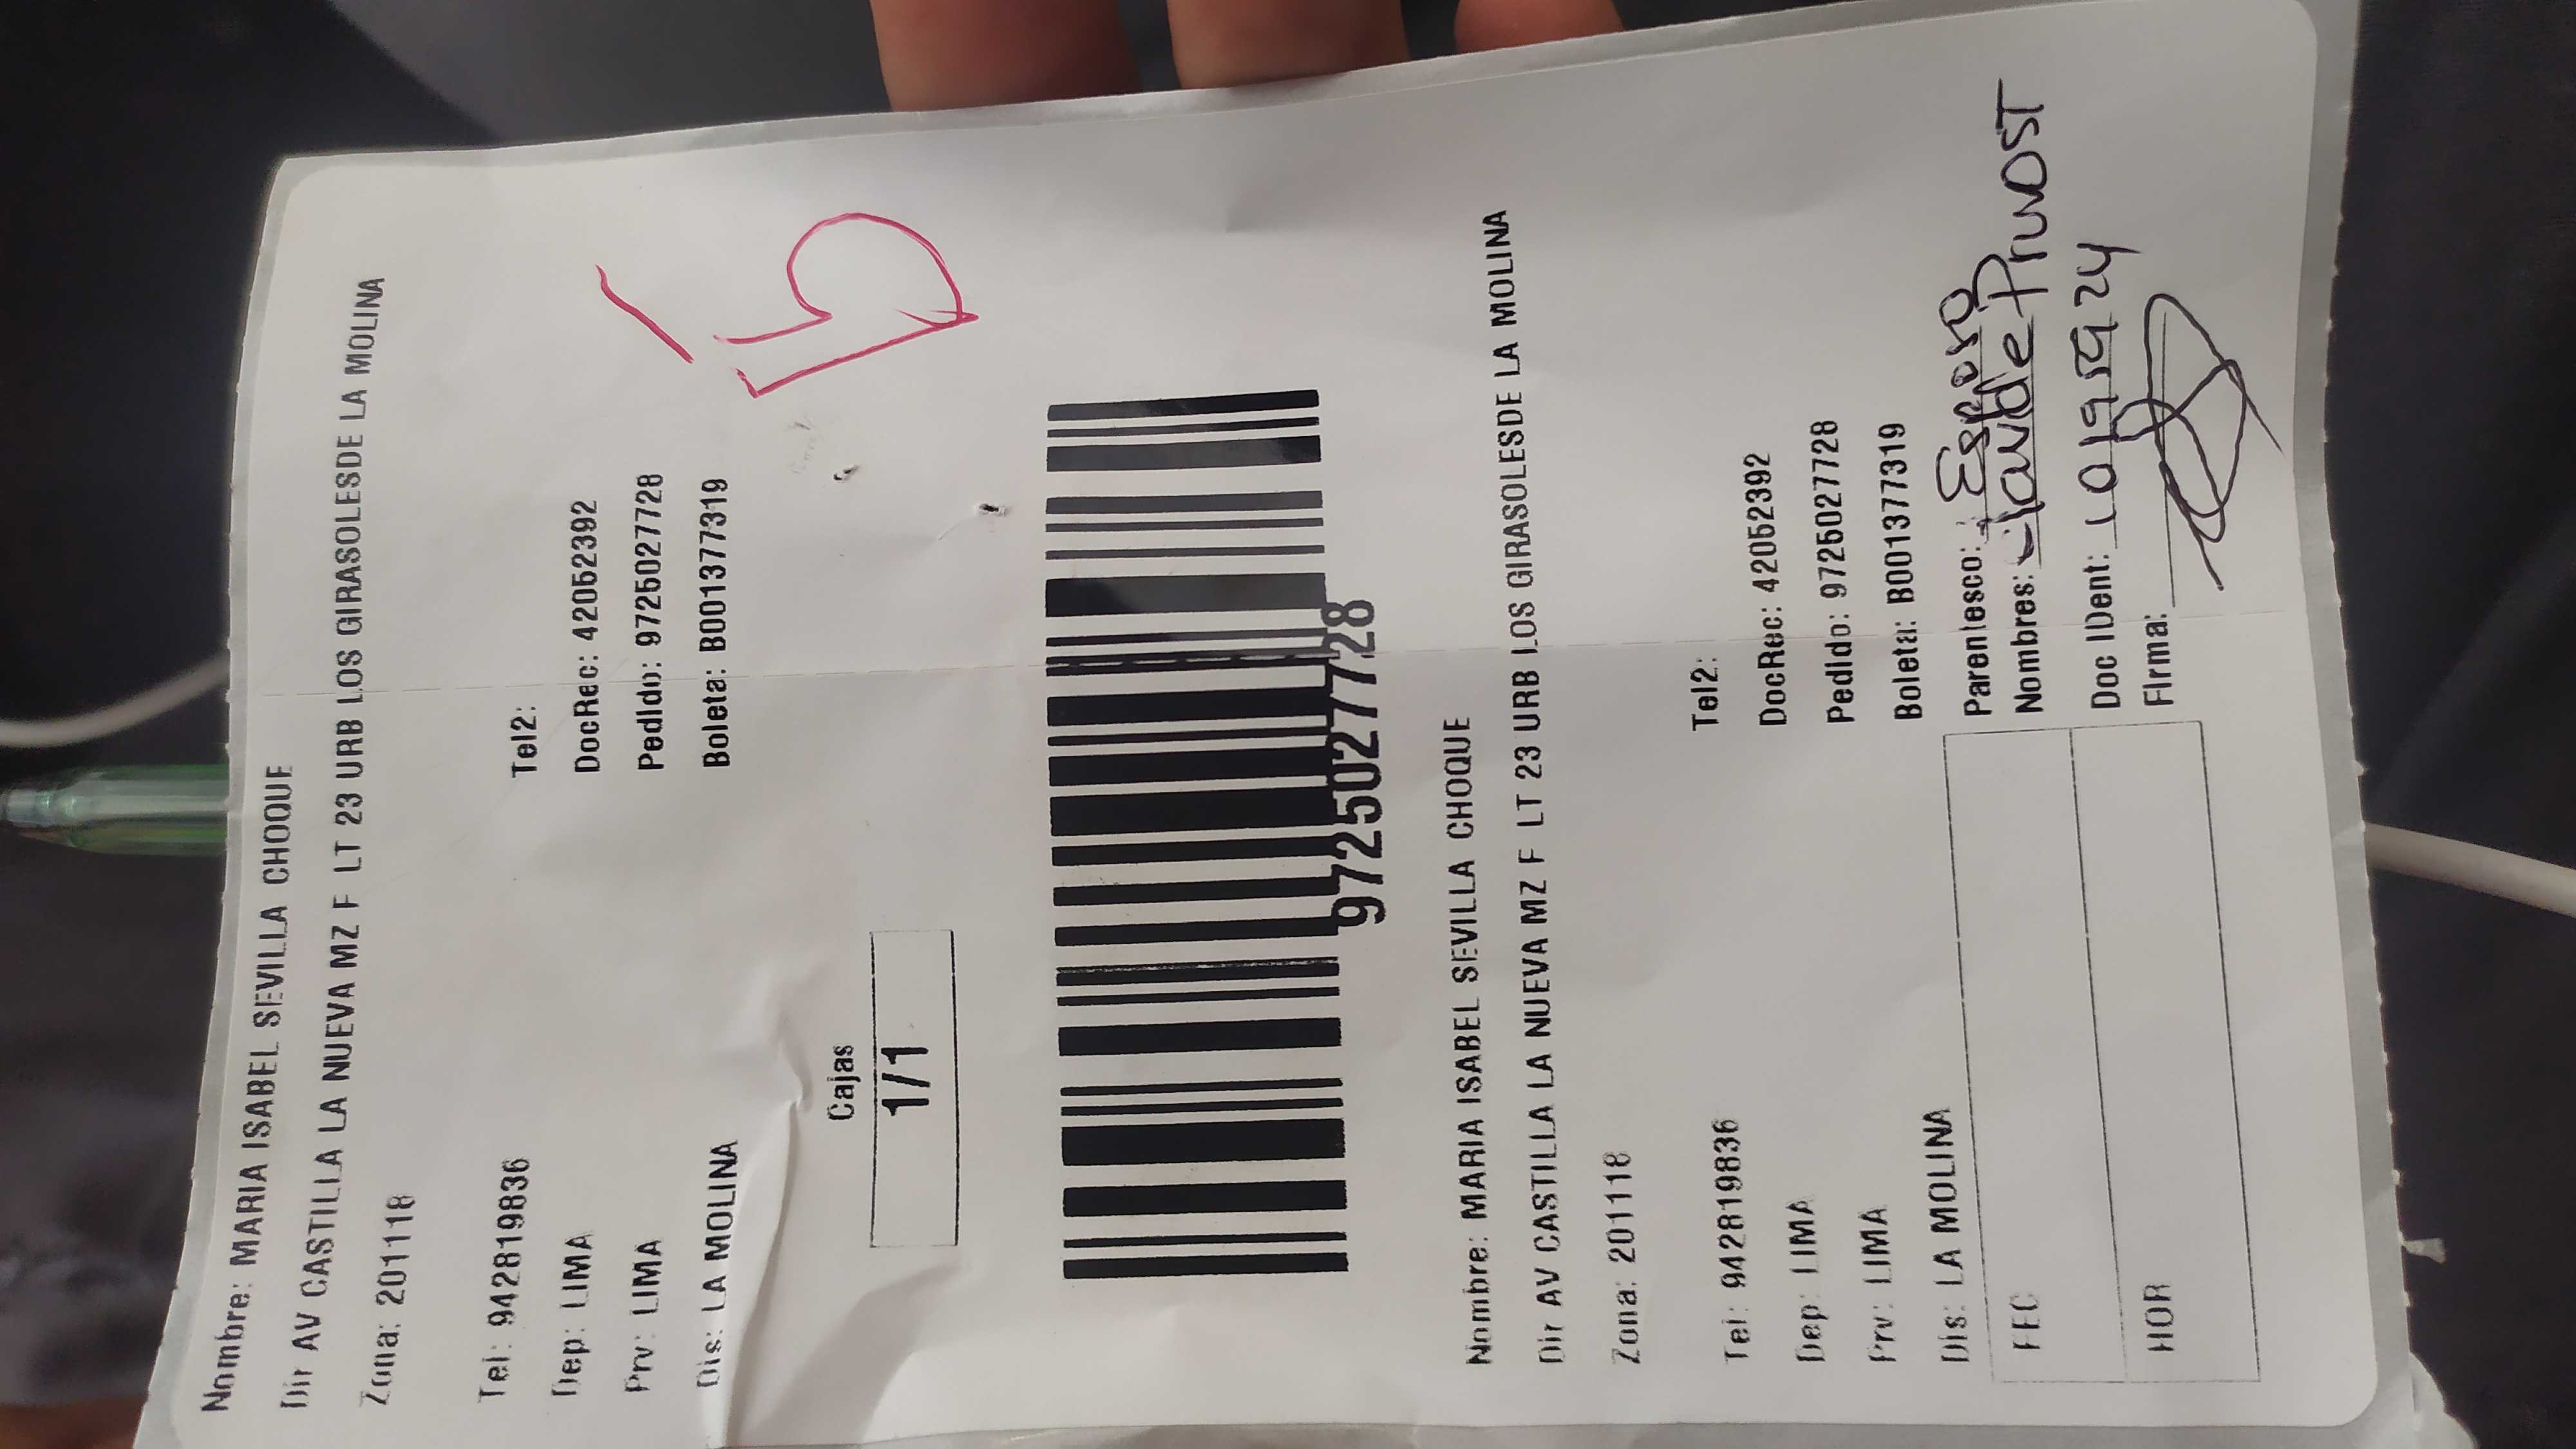 Nombre: MARIA ISABEL SEVILLA CHOQUE
Dir AV CASTILLA LA NUEVA MZ F LT 23 URB LOS GIRASOLESDE LA MOLINA
Zona: 201118
Tel: 942819836 Tel2:
Dep: LIMA DocRec: 42052392
Prv: LIMA Pedido: 9725027728
Dis: LA MOLINA Boleta: B001377319
15
Cajas
1/1
9725027728
Nombre: MARIA ISABEL SEVILLA CHOQUE
Dir AV CASTILLA LA NUEVA MZ F LT 23 URB LOS GIRASOLESDE LA MOLINA
Zona: 201118
Tel: 942819836 Tel2:
Dep: LIMA DocRec: 42052392
Prv: LIMA Pedido: 9725027728
Dis: LA MOLINA Boleta: B001377319
FEC
HOR
Parentesco: Esposo
Nombres:
Doc IDent:
Firma: